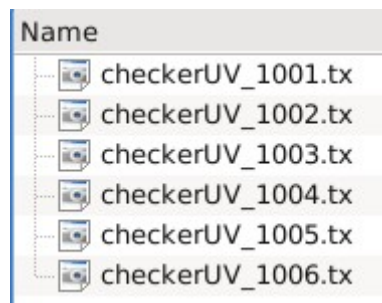 Name
checkerUV_1001.tx
checkerUV_1002.tx
checkerUV_1003.tx
checkerUV_1004.tx
checkerUV_1005.tx
checkerUV_1006.tx